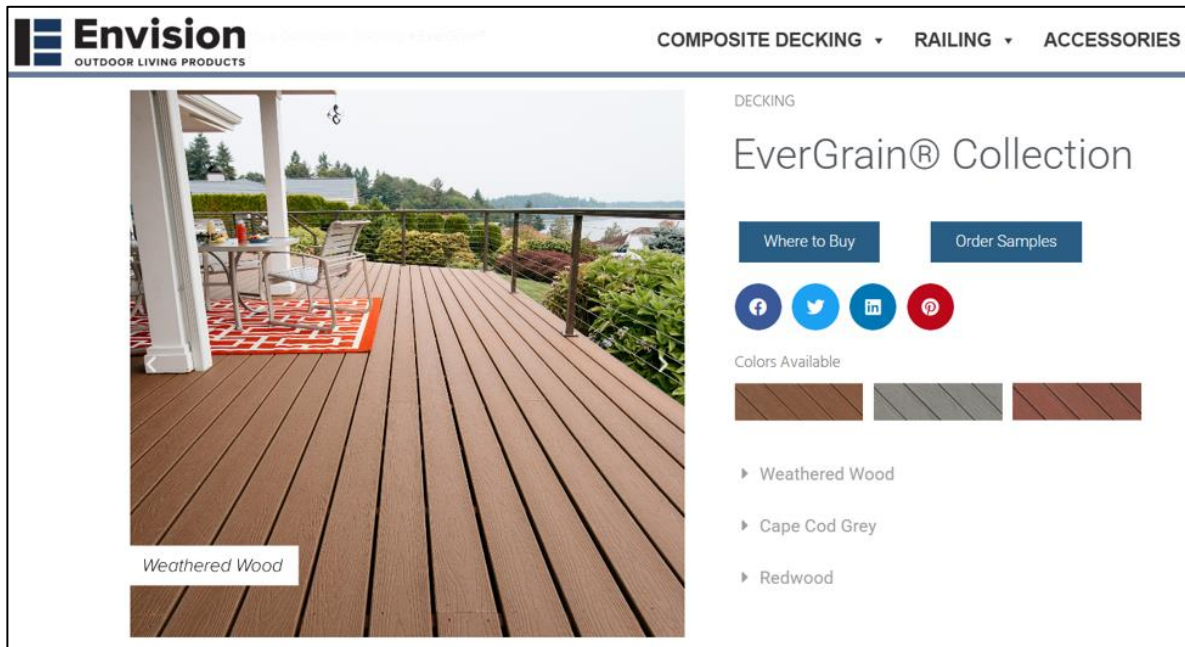 Envision
OUTDOOR LIVING PRODUCTS
COMPOSITE DECKING
RAILING
ACCESSORIES
DECKING
EverGrain® Collection
Where to Buy
Order Samples
Colors Available
Weathered Wood
Cape Cod Grey
Redwood
Weathered Wood